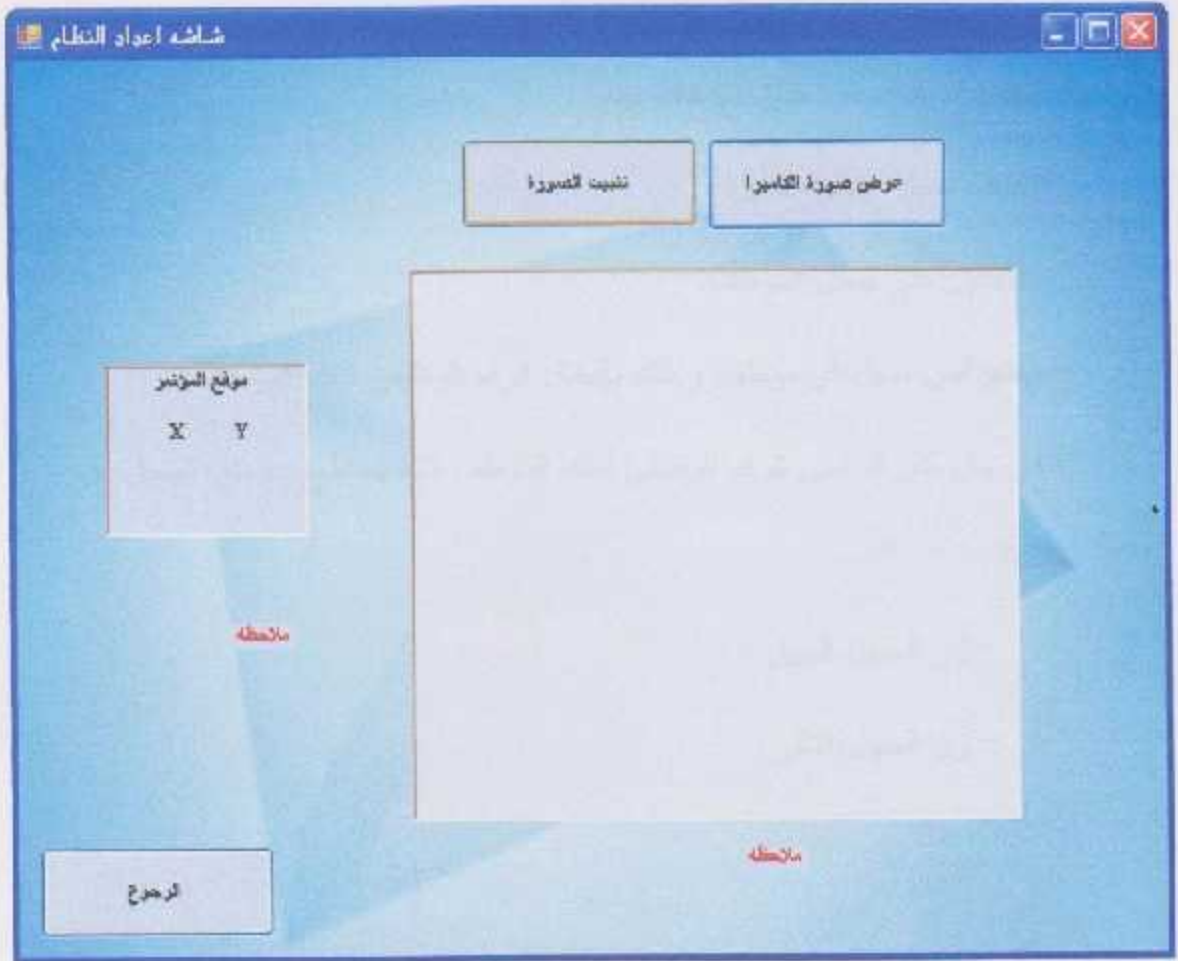 شاشه اعداد النظام
عرض صورة الكاميرا
تثبيت الصورة
موقع المؤشر
X Y
ملاحظه
ملاحظه
الرجوع